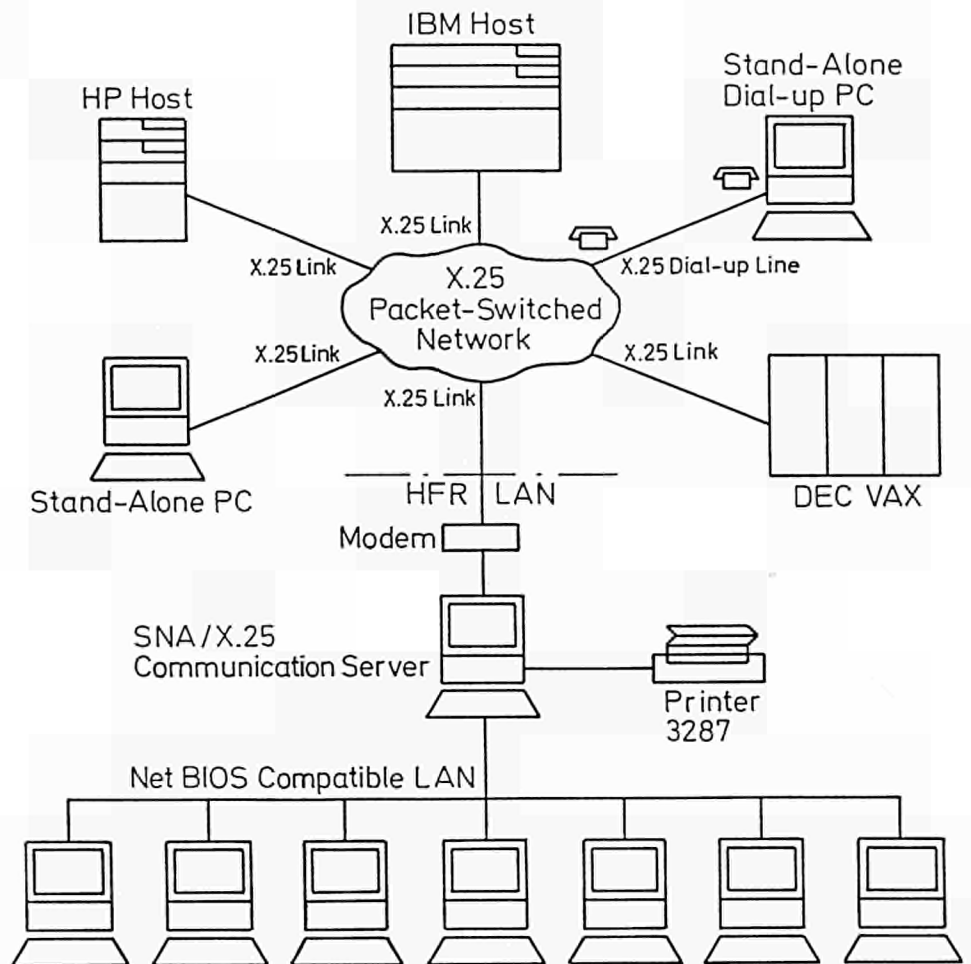 IBM Host
HP Host
Stand-Alone
Dial-up PC
X.25 Link
X.25 Link
X.25 Dial-up Line
X.25
Packet-Switched
Network
X.25 Link
X.25 Link
X.25 Link
Stand-Alone PC
DEC VAX
HFR LAN
Modem
SNA/X.25
Communication Server
Printer
3287
Net BIOS Compatible LAN